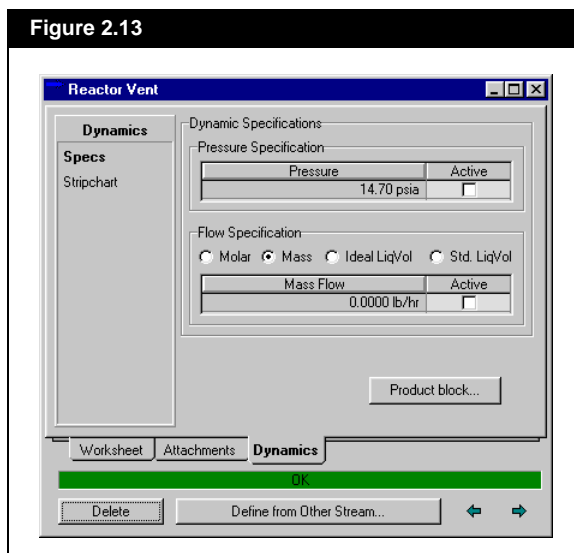 Figure 2.13
Reactor Vent
Dynamics
Specs
Stripchart
Dynamic Specifications
Pressure Specification
Pressure Active
14.70 psia
Flow Specification
Molar Mass Ideal LiqVol Std. LiqVol
Mass Flow Active
0.0000 lb/hr
Product block...
Worksheet Attachments Dynamics
OK
Delete Define from Other Stream...